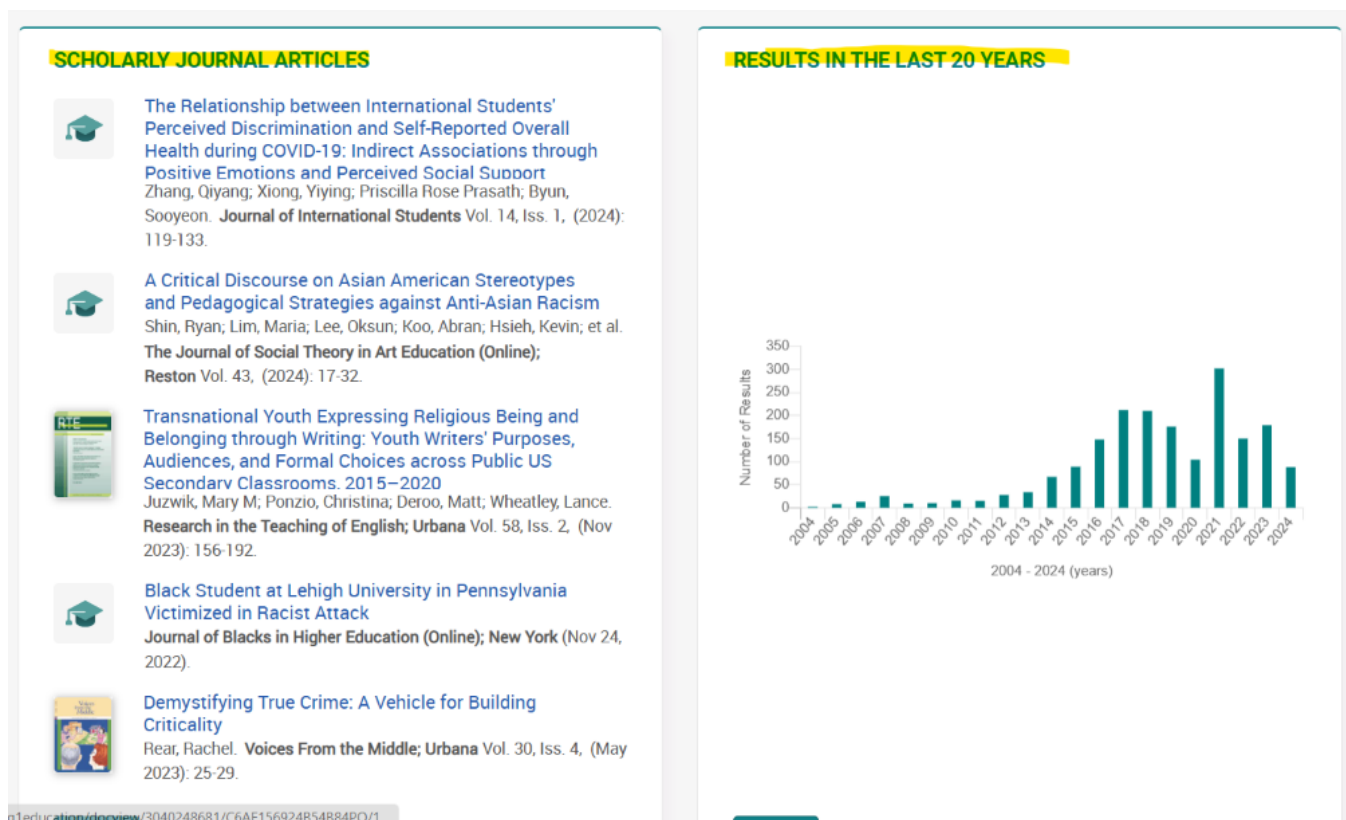 SCHOLARLY JOURNAL ARTICLES
The Relationship between International Students'
Perceived Discrimination and Self-Reported Overall
Health during COVID-19: Indirect Associations through
Positive Emotions and Perceived Social Support
Zhang, Qiyang; Xiong, Yiying; Priscilla Rose Prasath; Byun,
Sooyeon. Journal of International Students Vol. 14, Iss. 1, (2024):
119-133.
A Critical Discourse on Asian American Stereotypes
and Pedagogical Strategies against Anti-Asian Racism
Shin, Ryan; Lim, Maria; Lee, Oksun; Koo, Abran; Hsieh, Kevin; et al.
The Journal of Social Theory in Art Education (Online);
Reston Vol. 43, (2024): 17-32.
RTE
Transnational Youth Expressing Religious Being and
Belonging through Writing: Youth Writers' Purposes,
Audiences, and Formal Choices across Public US
Secondary Classrooms, 2015–2020
Juzwik, Mary M; Ponzio, Christina; Deroo, Matt; Wheatley, Lance.
Research in the Teaching of English; Urbana Vol. 58, Iss. 2, (Nov
2023): 156-192.
Black Student at Lehigh University in Pennsylvania
Victimized in Racist Attack
Journal of Blacks in Higher Education (Online); New York (Nov 24,
2022).
Demystifying True Crime: A Vehicle for Building
Criticality
Rear, Rachel. Voices From the Middle; Urbana Vol. 30, Iss. 4, (May
2023): 25-29.
RESULTS IN THE LAST 20 YEARS
Number of Results
350
300
250
200
150
100
50
0
2004 2005 2006 2007 2008 2009 2010 2011 2012 2013 2014 2015 2016 2017 2018 2019 2020 2021 2022 2023 2024
2004 - 2024 (years)